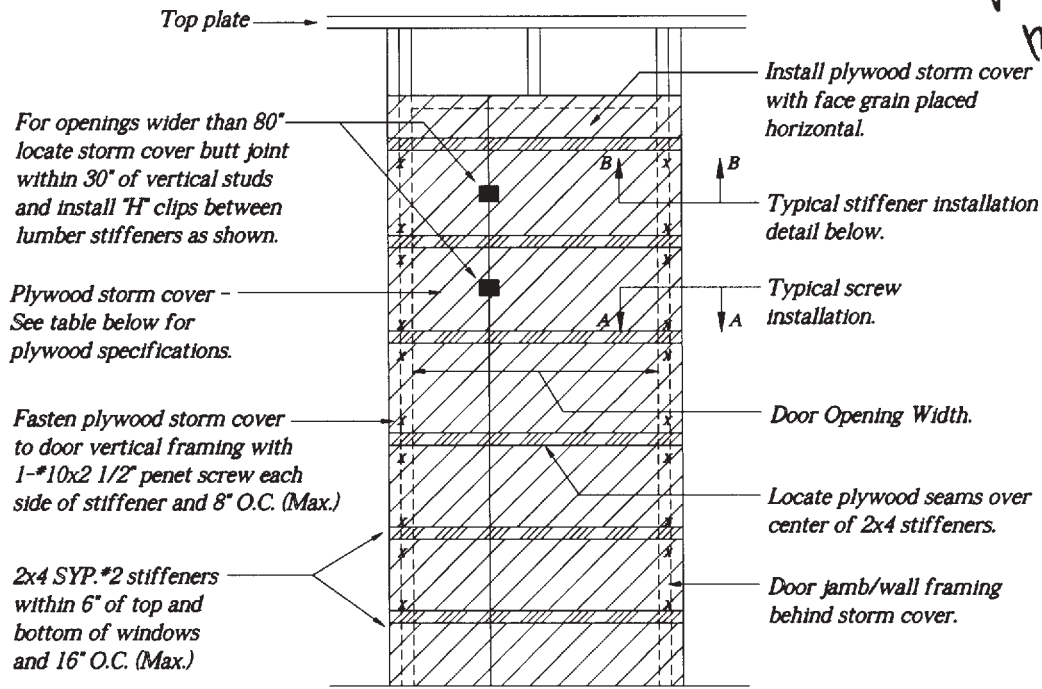 Top plate
For openings wider than 80"
locate storm cover butt joint
within 30" of vertical studs
and install "H" clips between
lumber stiffeners as shown.
Plywood storm cover -
See table below for
plywood specifications.
Fasten plywood storm cover
to door vertical framing with
1-#10x2 1/2" penet screw each
side of stiffener and 8" O.C. (Max.)
2x4 SYP.#2 stiffeners
within 6" of top and
bottom of windows
and 16" O.C. (Max.)
Install plywood storm cover
with face grain placed
horizontal.
B B
Typical stiffener installation
detail below.
Typical screw
installation.
A A
Door Opening Width.
Locate plywood seams over
center of 2x4 stiffeners.
Door jamb/wall framing
behind storm cover.